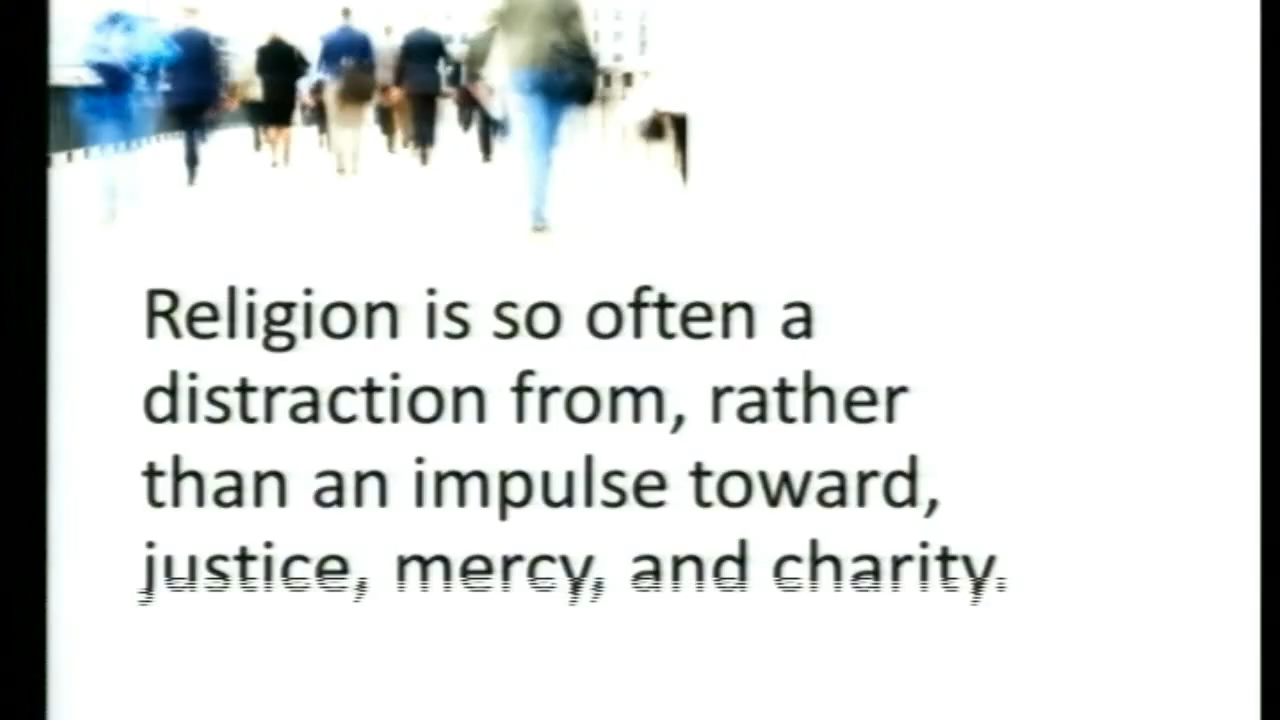 Religion is so often a
distraction from, rather
than an impulse toward,
justice, mercy, and charity.